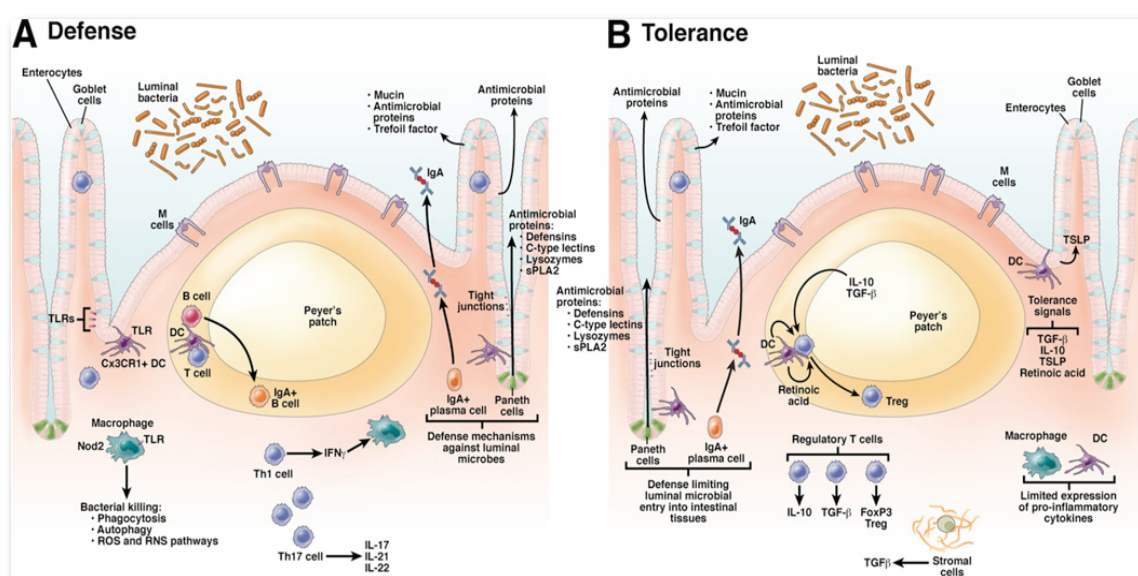 A Defense
Enterocytes
Goblet
cells
Luminal
bacteria
· Mucin
· Antimicrobial
proteins
· Trefoil factor
Antimicrobial
proteins
IgA
M
cells
Antimicrobial
proteins:
· Defensins
· C-type lectins
· Lysozymes
· sPLA2
TLRs
TLR
Cx3CR1+ DC
B cell
DC
T cell
Peyer's
patch
IgA+
B cell
Tight
junctions
IgA+
plasma cell
Paneth
cells
Defense mechanisms
against luminal
microbes
Macrophage
Nod2
TLR
Bacterial killing:
· Phagocytosis
· Autophagy
· ROS and RNS pathways
Th1 cell
IFNγ
Th17 cell
IL-17
IL-21
IL-22
B Tolerance
Antimicrobial
proteins
· Mucin
· Antimicrobial
proteins
· Trefoil factor
Luminal
bacteria
Goblet
cells
Enterocytes
M
cells
IgA
DC
TSLP
Tolerance
signals
TGF-β
IL-10
TSLP
Retinoic acid
Antimicrobial
proteins:
· Defensins
· C-type lectins
· Lysozymes
· sPLA2
Tight
junctions
IL-10
TGF-β
Peyer's
patch
DC
Retinoic
acid
Treg
Paneth
cells
IgA+
plasma cell
Defense limiting
luminal microbial
entry into intestinal
tissues
Regulatory T cells
IL-10
TGF-β
FoxP3
Treg
Macrophage
DC
Limited expression
of pro-inflammatory
cytokines
TGFβ
Stromal
cells